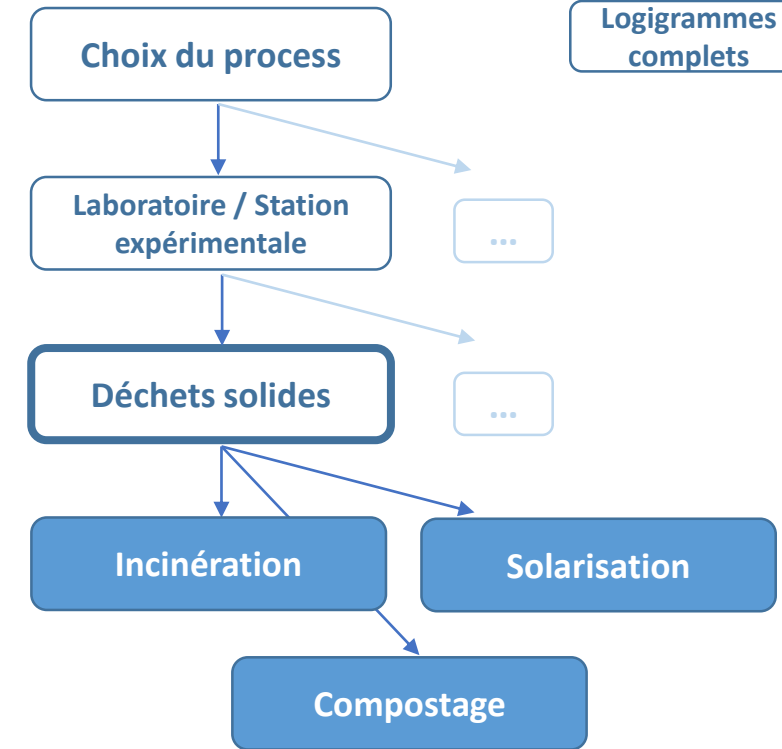 Choix du process
Logigrammes
complets
Laboratoire / Station
expérimentale
...
Déchets solides
...
Incinération
Solarisation
Compostage